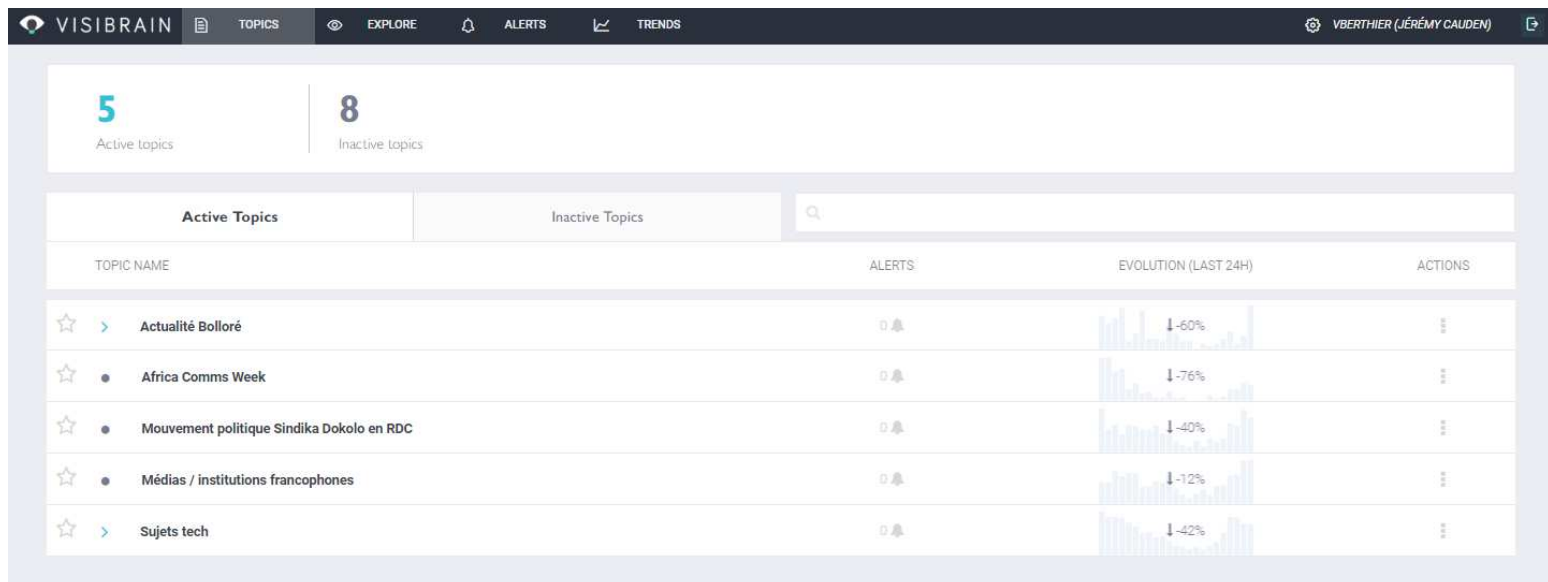 VISIBRAIN TOPICS EXPLORE ALERTS TRENDS VBERTHIER (JÉRÉMY CAUDEN)
5 8
Active topics Inactive topics
Active Topics Inactive Topics
TOPIC NAME ALERTS EVOLUTION (LAST 24H) ACTIONS
Actualité Bolloré 0 -60%
Africa Comms Week 0 -76%
Mouvement politique Sindika Dokolo en RDC 0 -40%
Médias / institutions francophones 0 -12%
Sujets tech 0 -42%